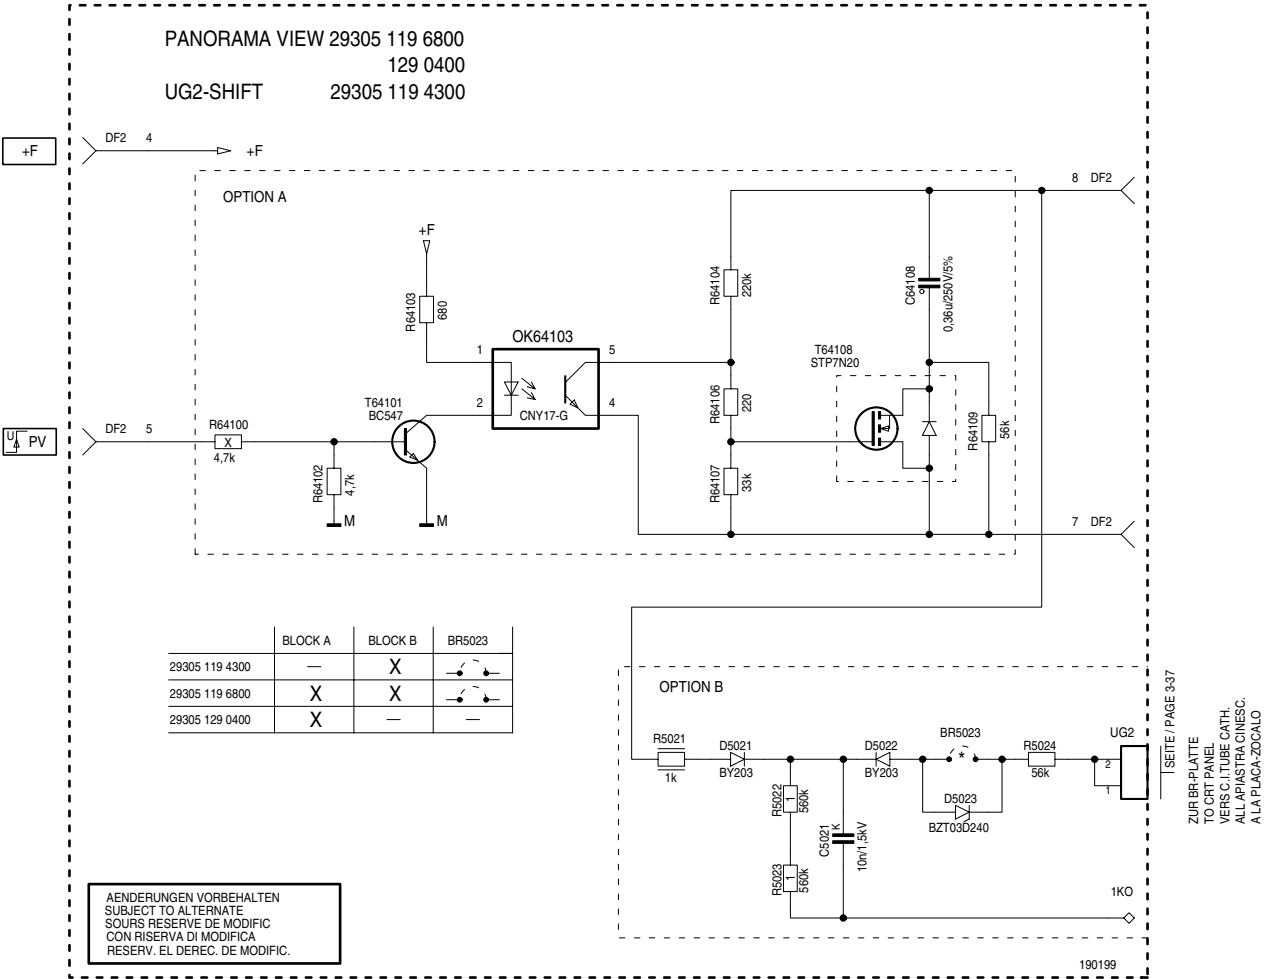 PANORAMA VIEW 29305 119 6800
129 0400
UG2-SHIFT 29305 119 4300
+F
DF2 4
+F
OPTION A
8 DF2
+F
R64103
680
R64104
220k
C64108
0,36u/250V/5%
OK64103
1
5
2
4
CNY17-G
T64108
STP7N20
T64101
BC547
R64106
220
R64109
56k
U PV
DF2 5
R64100
X
4,7k
R64102
4,7k
R64107
33k
M
M
7 DF2
BLOCK A BLOCK B BR5023
29305 119 4300 — X
29305 119 6800 X X
29305 129 0400 X — —
OPTION B
R5021
1k
D5021
BY203
D5022
BY203
BR5023
*
R5024
56k
UG2
2
1
D5023
BZT03D240
R5022
1
560k
C5021
K
10n/1,5kV
R5023
1
560k
1KO
SEITE / PAGE 3-37
ZUR BR-PLATTE
TO CRT PANEL
VERS C.I.TUBE CATH.
ALL APIASTRA CINESC.
A LA PLACA-ZOCALO
AENDERUNGEN VORBEHALTEN
SUBJECT TO ALTERNATE
SOURS RESERVE DE MODIFIC
CON RISERVA DI MODIFICA
RESERV. EL DEREC. DE MODIFIC.
190199